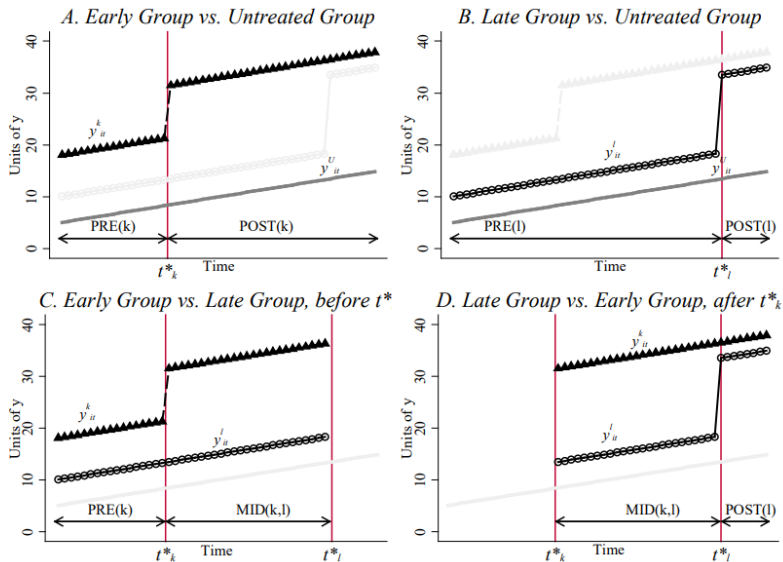 A. Early Group vs. Untreated Group
Units of y
40
30
20
10
0
y^k_it
y^U_it
PRE(k)
POST(k)
t*_k
Time
B. Late Group vs. Untreated Group
Units of y
40
30
20
10
0
y^l_it
y^U_it
PRE(l)
POST(l)
Time
t*_l
C. Early Group vs. Late Group, before t*
Units of y
40
30
20
10
0
y^k_it
y^l_it
PRE(k)
MID(k,l)
t*_k
Time
t*_l
D. Late Group vs. Early Group, after t*_k
Units of y
40
30
20
10
0
y^k_it
y^l_it
MID(k,l)
POST(l)
t*_k
Time
t*_l